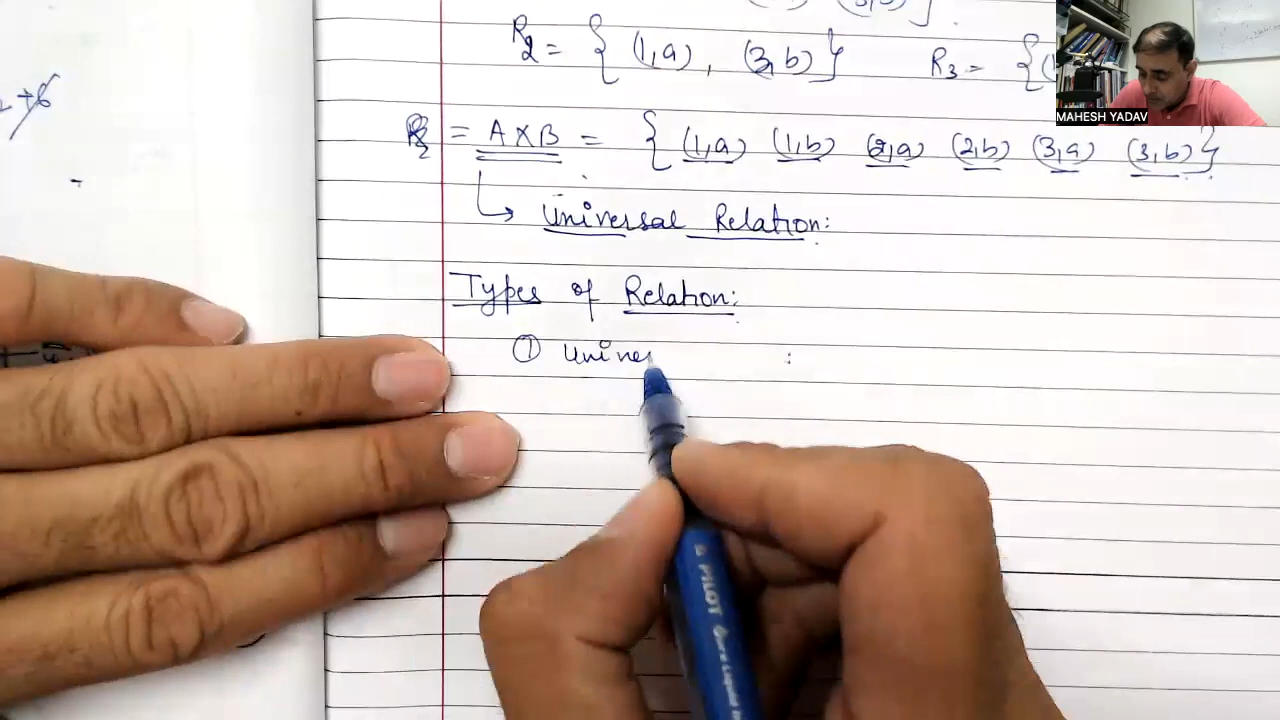 R2 = { (1,a) , (3,b) } R3 = {(
= A×B = { (1,a) (1,b) (2,a) (2,b) (3,a) (3,b) }
↳ Universal Relation:
Types of Relation:
① Univer :
MAHESH YADAV
PILOT